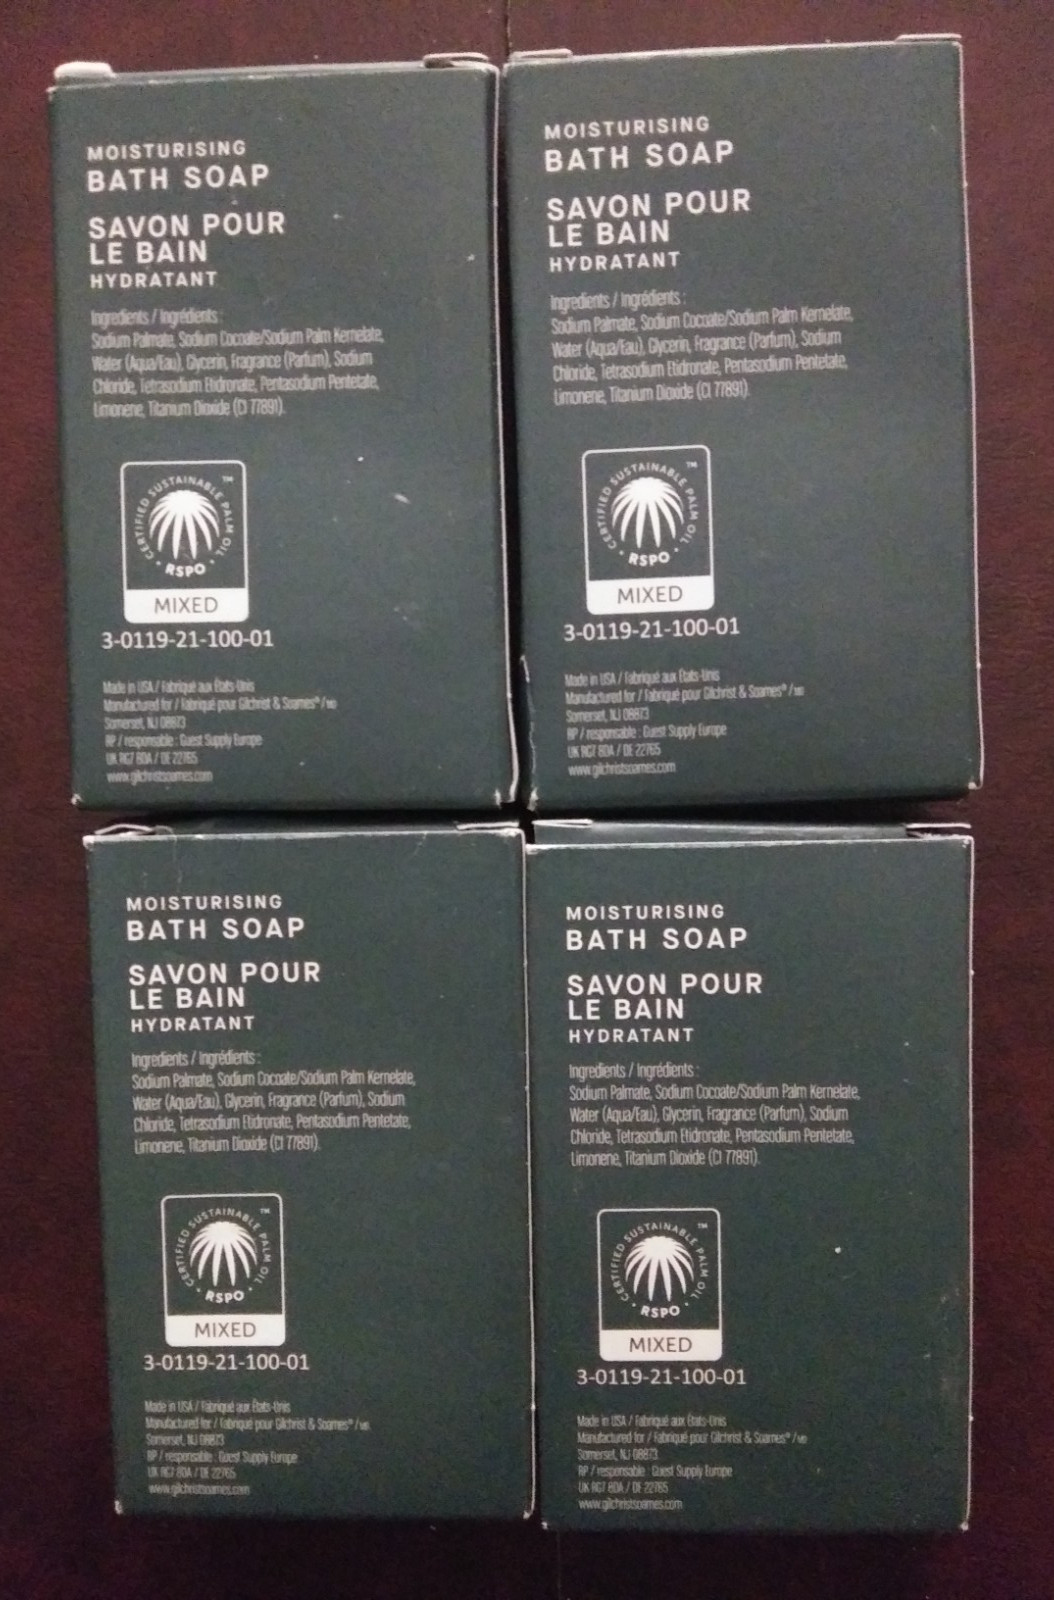 MOISTURISING
BATH SOAP
SAVON POUR
LE BAIN
HYDRATANT
Ingredients / Ingrédients :
Sodium Palmate, Sodium Cocoate/Sodium Palm Kernelate,
Water (Aqua/Eau), Glycerin, Fragrance (Parfum), Sodium
Chloride, Tetrasodium Etidronate, Pentasodium Pentetate,
Limonene, Titanium Dioxide (CI 77891).
CERTIFIED SUSTAINABLE PALM OIL ™
RSPO
MIXED
3-0119-21-100-01
Made in USA / Fabriqué aux États-Unis
Manufactured for / Fabriqué pour Gilchrist & Soames® /
Somerset, NJ 08873
RP / responsable : Guest Supply Europe
UK RG7 8DA / DE 22765
www.gilchristsoames.com
MOISTURISING
BATH SOAP
SAVON POUR
LE BAIN
HYDRATANT
Ingredients / Ingrédients :
Sodium Palmate, Sodium Cocoate/Sodium Palm Kernelate,
Water (Aqua/Eau), Glycerin, Fragrance (Parfum), Sodium
Chloride, Tetrasodium Etidronate, Pentasodium Pentetate,
Limonene, Titanium Dioxide (CI 77891).
CERTIFIED SUSTAINABLE PALM OIL ™
RSPO
MIXED
3-0119-21-100-01
Made in USA / Fabriqué aux États-Unis
Manufactured for / Fabriqué pour Gilchrist & Soames® /
Somerset, NJ 08873
RP / responsable : Guest Supply Europe
UK RG7 8DA / DE 22765
www.gilchristsoames.com
MOISTURISING
BATH SOAP
SAVON POUR
LE BAIN
HYDRATANT
Ingredients / Ingrédients :
Sodium Palmate, Sodium Cocoate/Sodium Palm Kernelate,
Water (Aqua/Eau), Glycerin, Fragrance (Parfum), Sodium
Chloride, Tetrasodium Etidronate, Pentasodium Pentetate,
Limonene, Titanium Dioxide (CI 77891).
CERTIFIED SUSTAINABLE PALM OIL ™
RSPO
MIXED
3-0119-21-100-01
Made in USA / Fabriqué aux États-Unis
Manufactured for / Fabriqué pour Gilchrist & Soames® /
Somerset, NJ 08873
RP / responsable : Guest Supply Europe
UK RG7 8DA / DE 22765
www.gilchristsoames.com
MOISTURISING
BATH SOAP
SAVON POUR
LE BAIN
HYDRATANT
Ingredients / Ingrédients :
Sodium Palmate, Sodium Cocoate/Sodium Palm Kernelate,
Water (Aqua/Eau), Glycerin, Fragrance (Parfum), Sodium
Chloride, Tetrasodium Etidronate, Pentasodium Pentetate,
Limonene, Titanium Dioxide (CI 77891).
CERTIFIED SUSTAINABLE PALM OIL ™
RSPO
MIXED
3-0119-21-100-01
Made in USA / Fabriqué aux États-Unis
Manufactured for / Fabriqué pour Gilchrist & Soames® /
Somerset, NJ 08873
RP / responsable : Guest Supply Europe
UK RG7 8DA / DE 22765
www.gilchristsoames.com